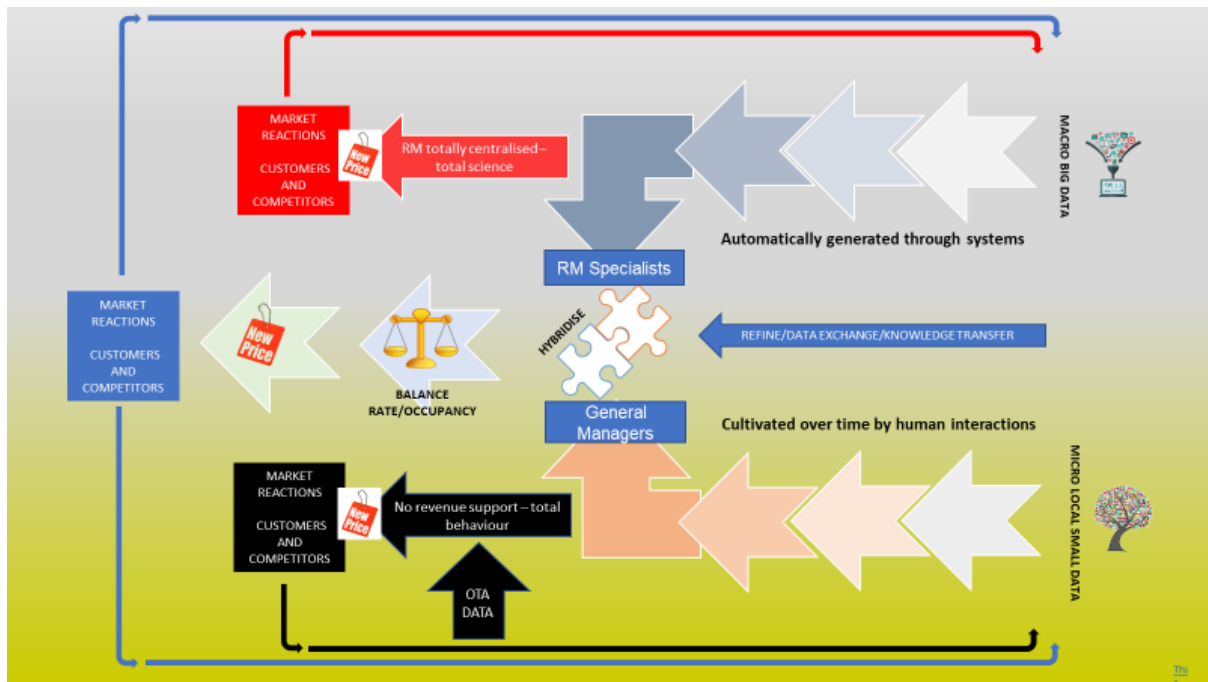 MARKET
REACTIONS
CUSTOMERS
AND
COMPETITORS
New
Price
RM totally centralised –
total science
MACRO BIG DATA
Automatically generated through systems
RM Specialists
HYBRIDISE
REFINE/DATA EXCHANGE/KNOWLEDGE TRANSFER
MARKET
REACTIONS
CUSTOMERS
AND
COMPETITORS
New
Price
BALANCE
RATE/OCCUPANCY
General
Managers
Cultivated over time by human interactions
MARKET
REACTIONS
CUSTOMERS
AND
COMPETITORS
New
Price
No revenue support – total
behaviour
OTA
DATA
MICRO LOCAL SMALL DATA
Thi